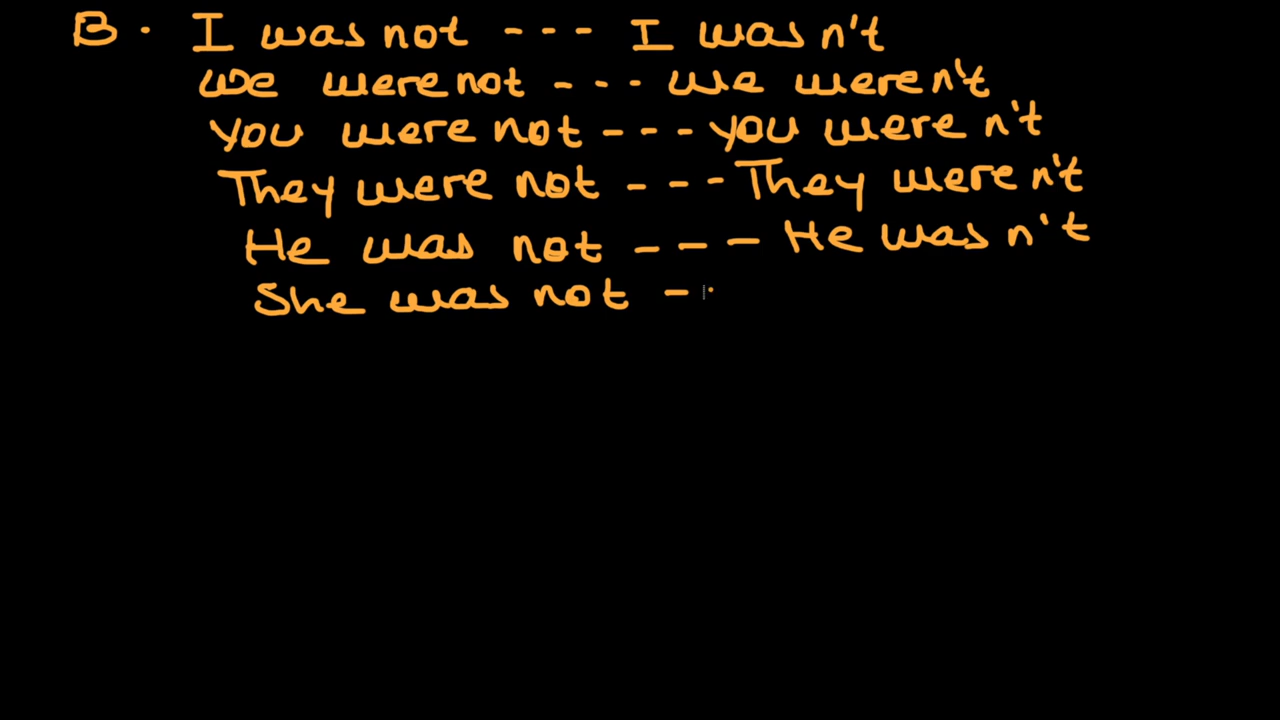 B. I was not --- I wasn't
We were not --- We weren't
You were not --- You weren't
They were not --- They weren't
He was not --- He wasn't
She was not -